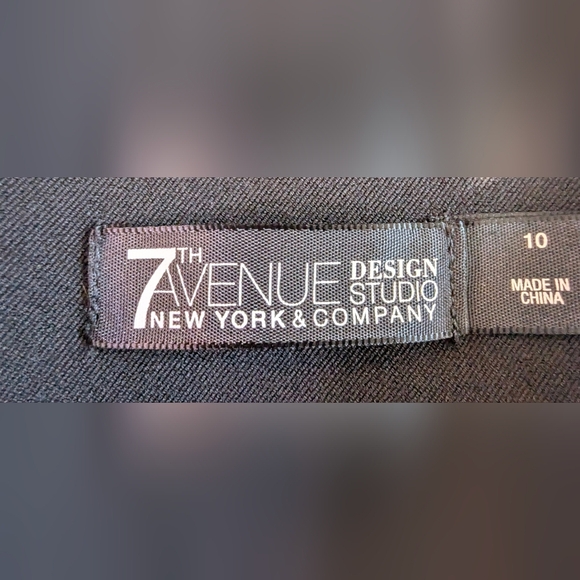 7TH AVENUE DESIGN STUDIO
NEW YORK & COMPANY
10
MADE IN
CHINA